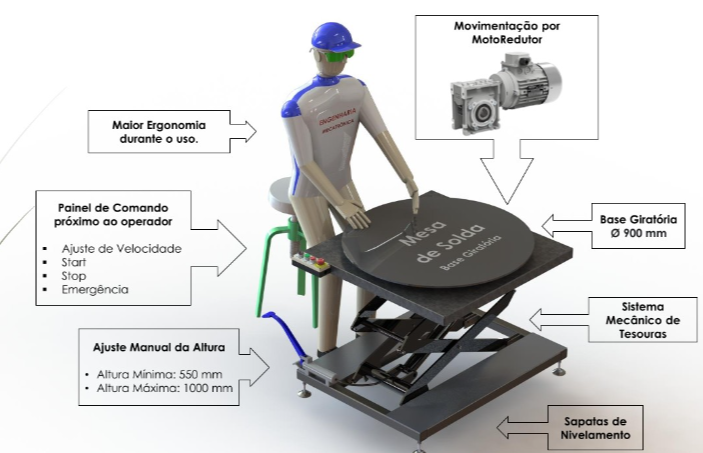 Movimentação por
MotoRedutor
Maior Ergonomia
durante o uso.
ENGENHARIA
MECATRÔNICA
Painel de Comando
próximo ao operador
▪ Ajuste de Velocidade
▪ Start
▪ Stop
▪ Emergência
Mesa
de Solda
Base Giratória
Base Giratória
Ø 900 mm
Ajuste Manual da Altura
• Altura Mínima: 550 mm
• Altura Máxima: 1000 mm
Sistema
Mecânico de
Tesouras
Sapatas de
Nivelamento